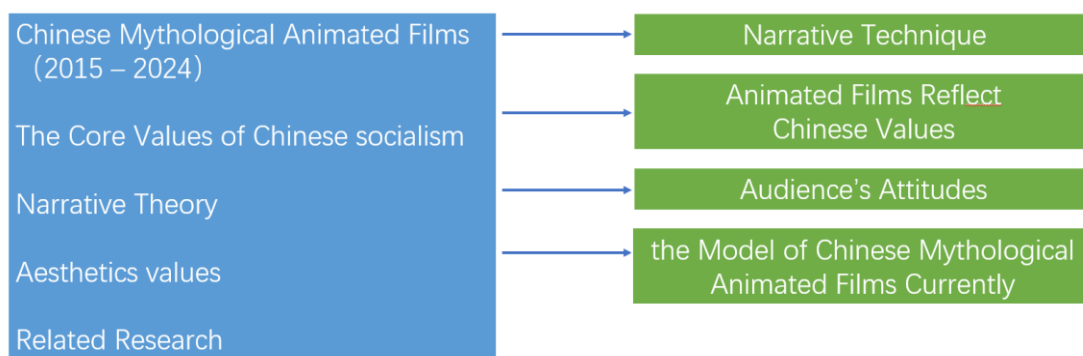 Chinese Mythological Animated Films
（2015 – 2024）
The Core Values of Chinese socialism
Narrative Theory
Aesthetics values
Related Research
Narrative Technique
Animated Films Reflect
Chinese Values
Audience’s Attitudes
the Model of Chinese Mythological
Animated Films Currently